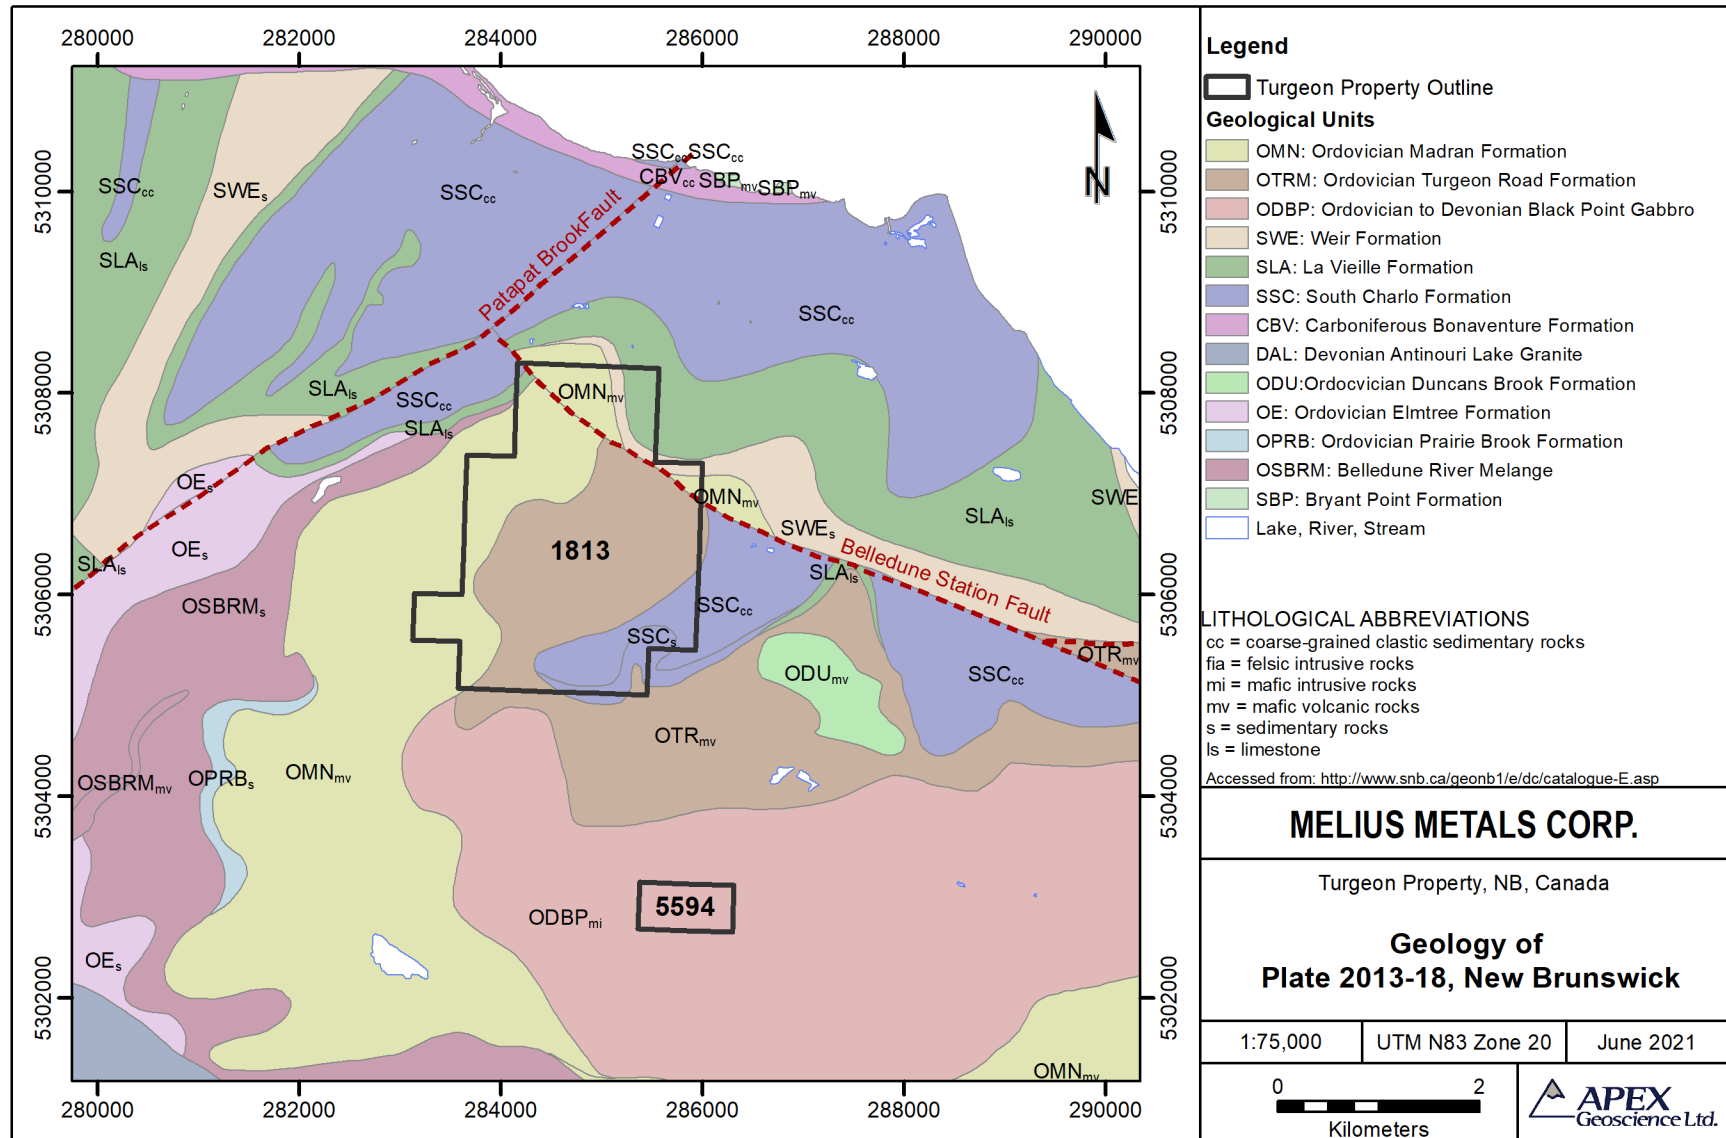 280000 282000 284000 286000 288000 290000
5310000
5308000
5306000
5304000
5302000
5310000
5308000
5306000
5304000
5302000
280000 282000 284000 286000 288000 290000
N
SSCcc SSCcc
CBVcc SBPmv SBPmv
SSCcc
SWEs
SSCcc
SLAls
Patapat Brook Fault
SSCcc
SLAls
SSCcc
OMNmv
SLAls
OEs
OMNmv
SWE
SLAls
SWEs
OEs
1813
Belledune Station Fault
SLAls
SLAls
OSBRMs
SSCcc
SSCs
OTRmv
ODUmv
SSCcc
OTRmv
OSBRMmv
OPRBs
OMNmv
5594
ODBPmi
OEs
OMNmv
Legend
Turgeon Property Outline
Geological Units
OMN: Ordovician Madran Formation
OTRM: Ordovician Turgeon Road Formation
ODBP: Ordovician to Devonian Black Point Gabbro
SWE: Weir Formation
SLA: La Vieille Formation
SSC: South Charlo Formation
CBV: Carboniferous Bonaventure Formation
DAL: Devonian Antinouri Lake Granite
ODU:Ordocvician Duncans Brook Formation
OE: Ordovician Elmtree Formation
OPRB: Ordovician Prairie Brook Formation
OSBRM: Belledune River Melange
SBP: Bryant Point Formation
Lake, River, Stream
LITHOLOGICAL ABBREVIATIONS
cc = coarse-grained clastic sedimentary rocks
fia = felsic intrusive rocks
mi = mafic intrusive rocks
mv = mafic volcanic rocks
s = sedimentary rocks
ls = limestone
Accessed from: http://www.snb.ca/geonb1/e/dc/catalogue-E.asp
MELIUS METALS CORP.
Turgeon Property, NB, Canada
Geology of
Plate 2013-18, New Brunswick
1:75,000 UTM N83 Zone 20 June 2021
0 2
Kilometers
APEX
Geoscience Ltd.